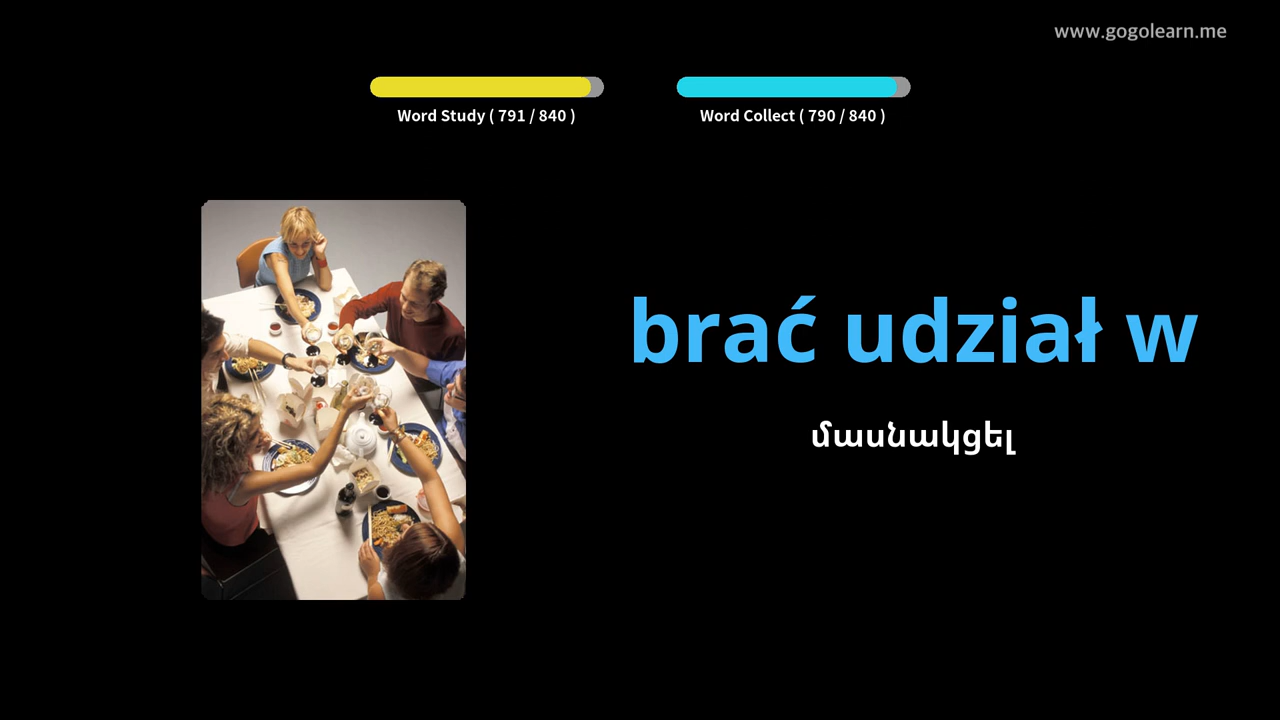 www.gogolearn.me
Word Study ( 791 / 840 )
Word Collect ( 790 / 840 )
brać udział w
մասնակցել